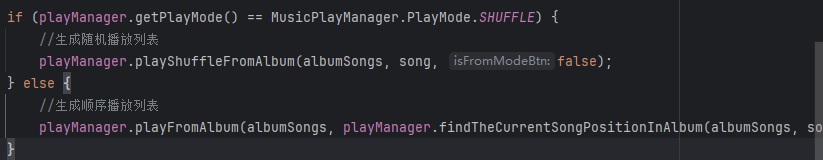 if (playManager.getPlayMode() == MusicPlayManager.PlayMode.SHUFFLE) {
//生成随机播放列表
playManager.playShuffleFromAlbum(albumSongs, song, isFromModeBtn: false);
} else {
//生成顺序播放列表
playManager.playFromAlbum(albumSongs, playManager.findTheCurrentSongPositionInAlbum(albumSongs, so
}